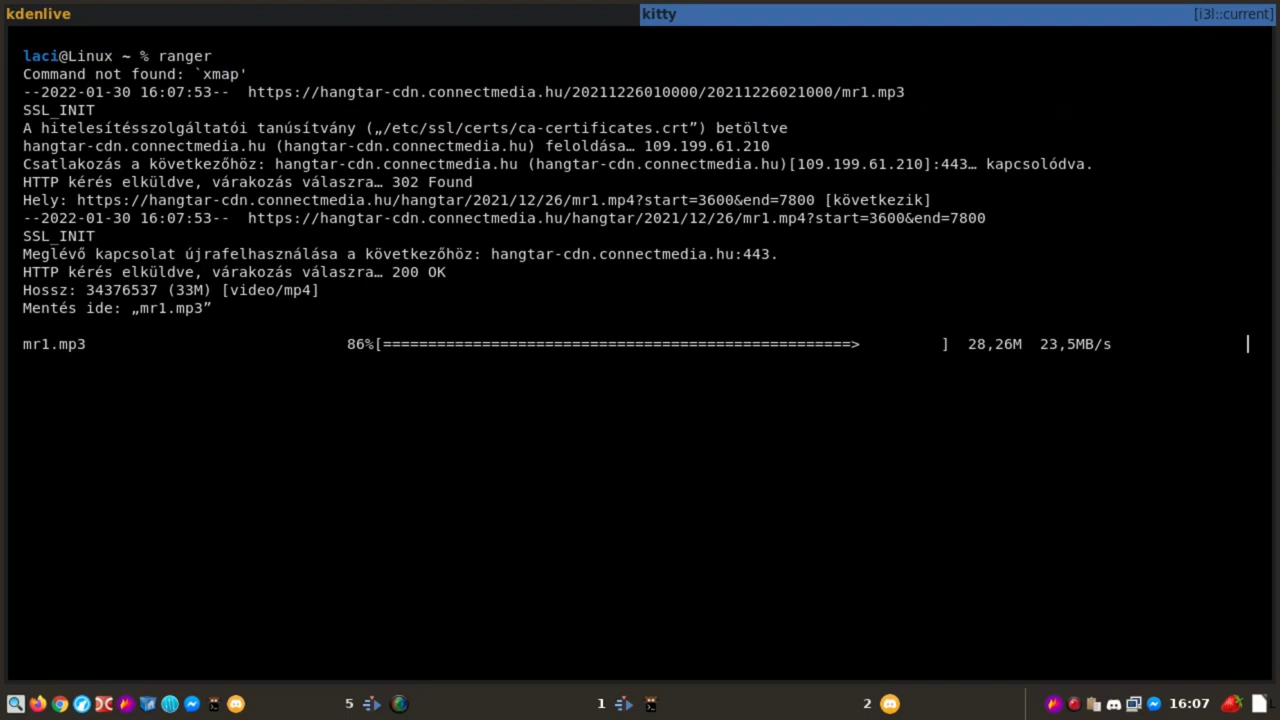 kdenlive
kitty
[i3l::current]
laci@Linux ~ % ranger
Command not found: `xmap'
--2022-01-30 16:07:53--  https://hangtar-cdn.connectmedia.hu/20211226010000/20211226021000/mr1.mp3
SSL_INIT
A hitelesítésszolgáltatói tanúsítvány („/etc/ssl/certs/ca-certificates.crt”) betöltve
hangtar-cdn.connectmedia.hu (hangtar-cdn.connectmedia.hu) feloldása… 109.199.61.210
Csatlakozás a következőhöz: hangtar-cdn.connectmedia.hu (hangtar-cdn.connectmedia.hu)[109.199.61.210]:443… kapcsolódva.
HTTP kérés elküldve, várakozás válaszra… 302 Found
Hely: https://hangtar-cdn.connectmedia.hu/hangtar/2021/12/26/mr1.mp4?start=3600&end=7800 [következik]
--2022-01-30 16:07:53--  https://hangtar-cdn.connectmedia.hu/hangtar/2021/12/26/mr1.mp4?start=3600&end=7800
SSL_INIT
Meglévő kapcsolat újrafelhasználása a következőhöz: hangtar-cdn.connectmedia.hu:443.
HTTP kérés elküldve, várakozás válaszra… 200 OK
Hossz: 34376537 (33M) [video/mp4]
Mentés ide: „mr1.mp3”
mr1.mp3 86%[====================================================> ] 28,26M 23,5MB/s
5 1 2 16:07